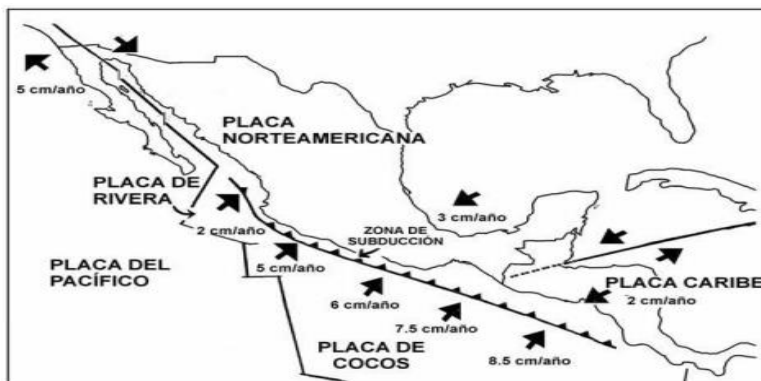 5 cm/año
PLACA
NORTEAMERICANA
PLACA DE
RIVERA
3 cm/año
2 cm/año
ZONA DE
SUBDUCCIÓN
5 cm/año
PLACA DEL
PACÍFICO
PLACA CARIBE
2 cm/año
6 cm/año
7.5 cm/año
PLACA DE
COCOS
8.5 cm/año